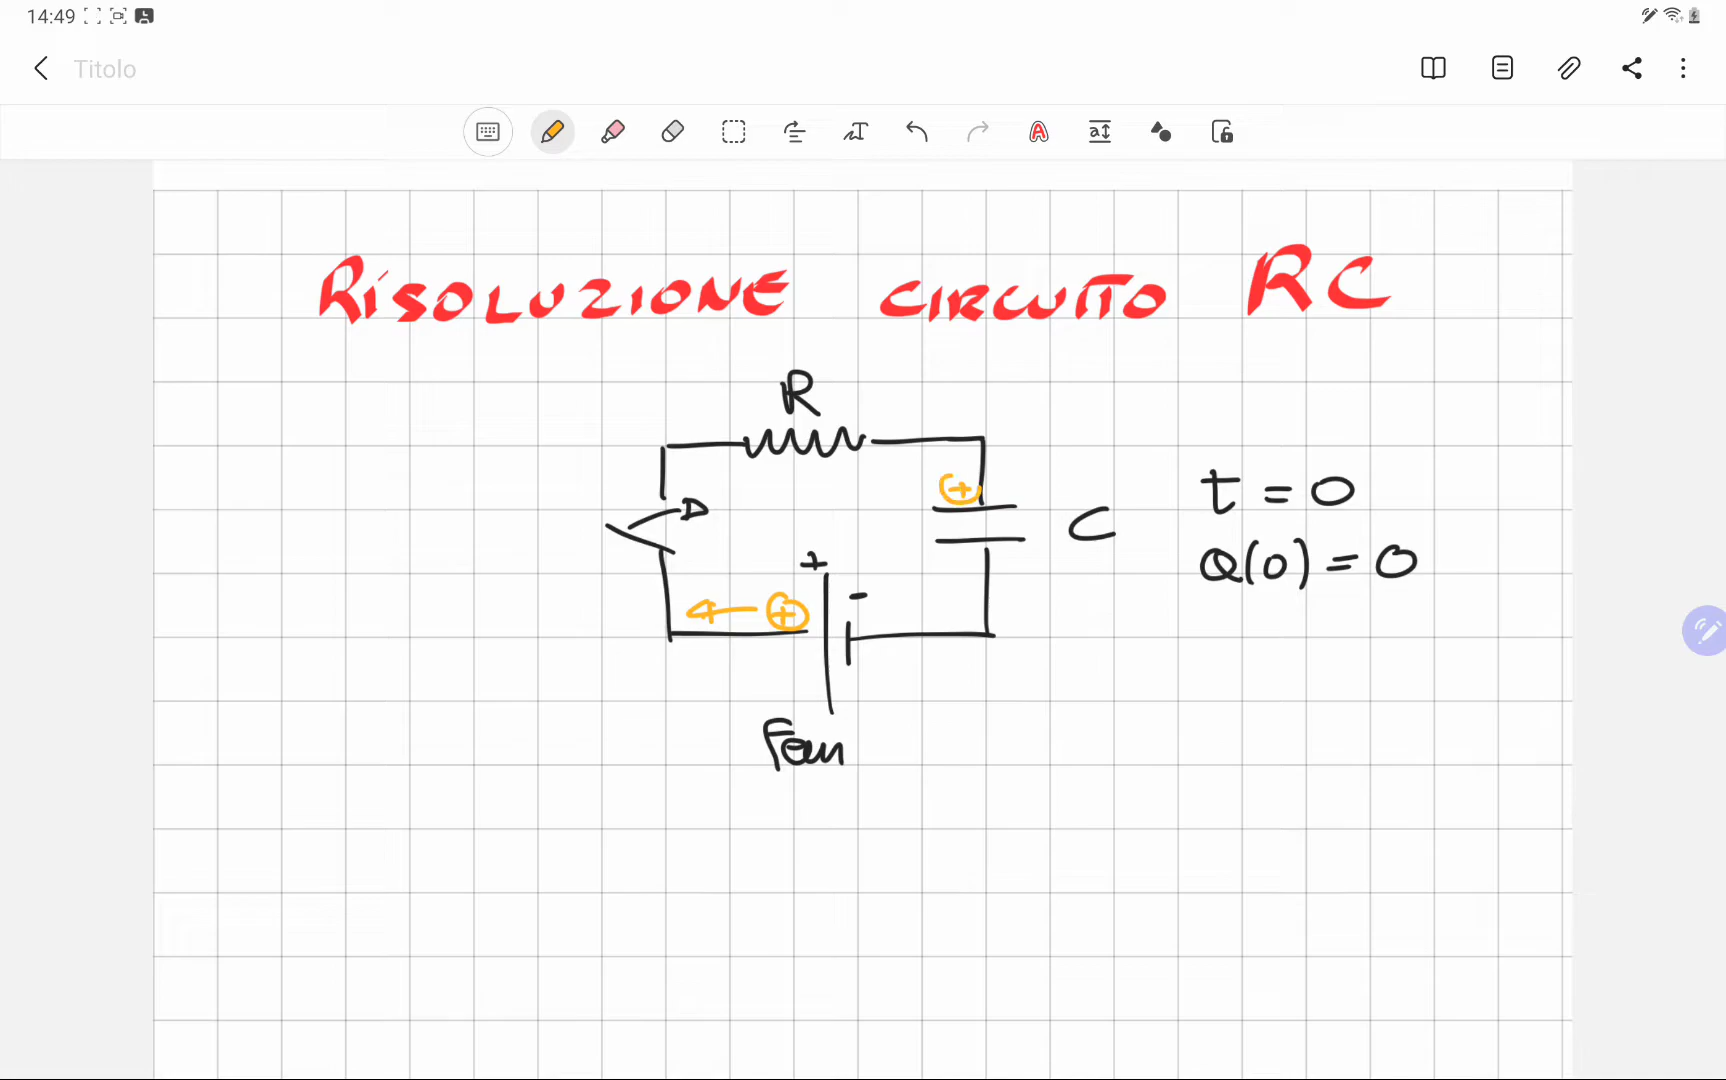 14:49
Titolo
RISOLUZIONE CIRCUITO RC
R
+
t = 0
C
Q(0) = 0
+ -
+
Fem